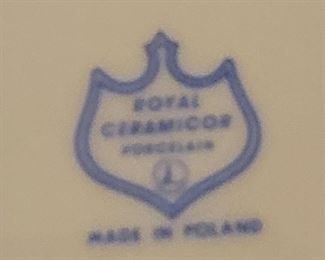 ROYAL
CERAMICOR
PORCELAIN
MADE IN POLAND